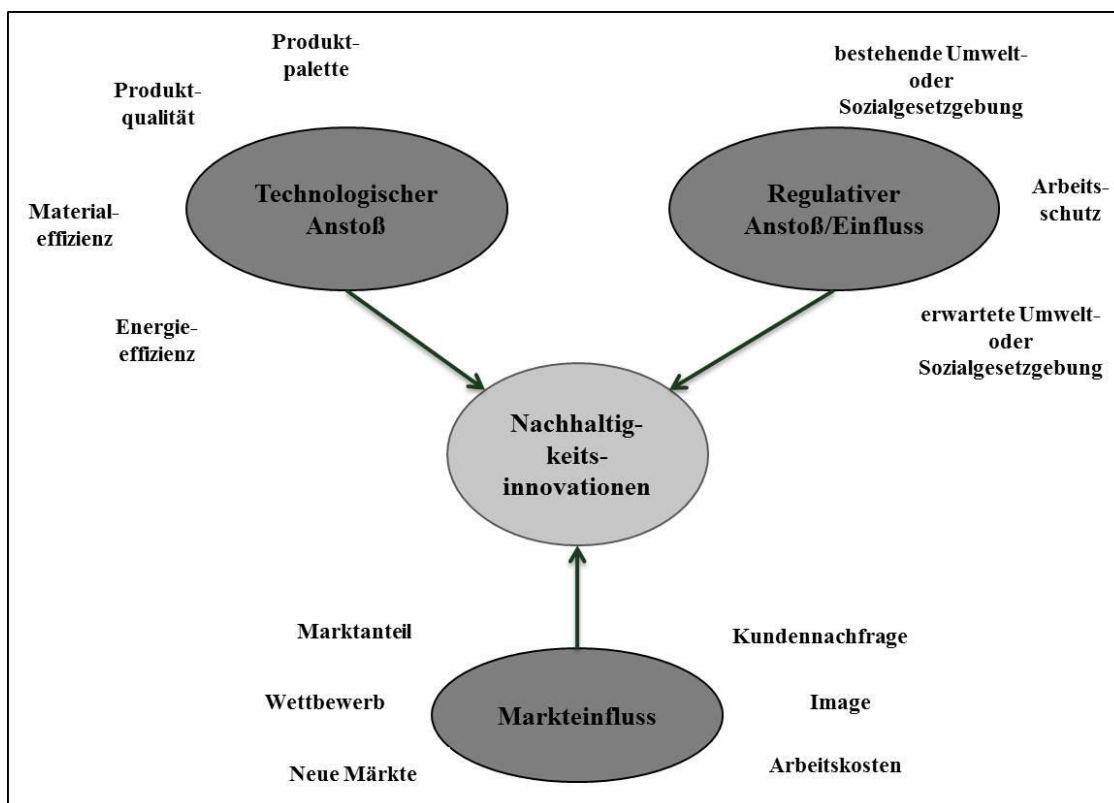 Produkt-
palette
Produkt-
qualität
Material-
effizienz
Energie-
effizienz
Technologischer
Anstoß
bestehende Umwelt-
oder
Sozialgesetzgebung
Regulativer
Anstoß/Einfluss
Arbeits-
schutz
erwartete Umwelt-
oder
Sozialgesetzgebung
Nachhaltig-
keits-
innovationen
Marktanteil
Wettbewerb
Neue Märkte
Markteinfluss
Kundennachfrage
Image
Arbeitskosten